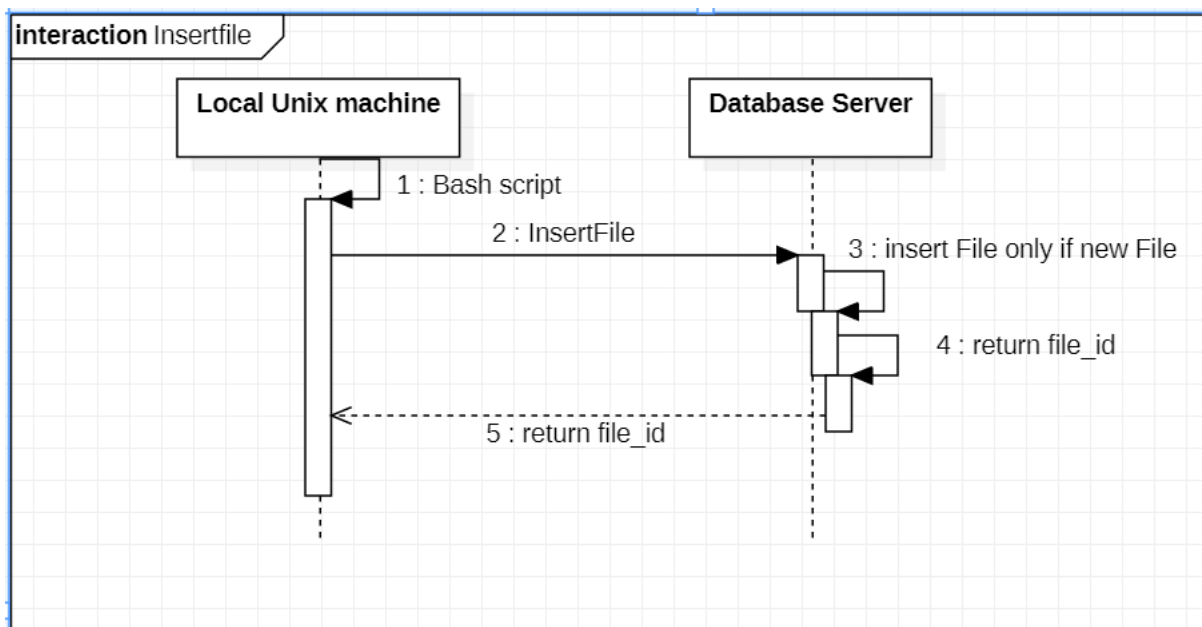 interaction Insertfile
Local Unix machine
Database Server
1 : Bash script
2 : InsertFile
3 : insert File only if new File
4 : return file_id
5 : return file_id